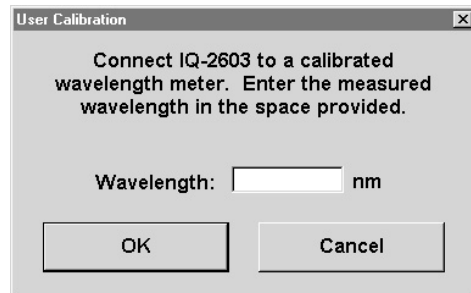 User Calibration
Connect IQ-2603 to a calibrated
wavelength meter. Enter the measured
wavelength in the space provided.
Wavelength: nm
OK Cancel